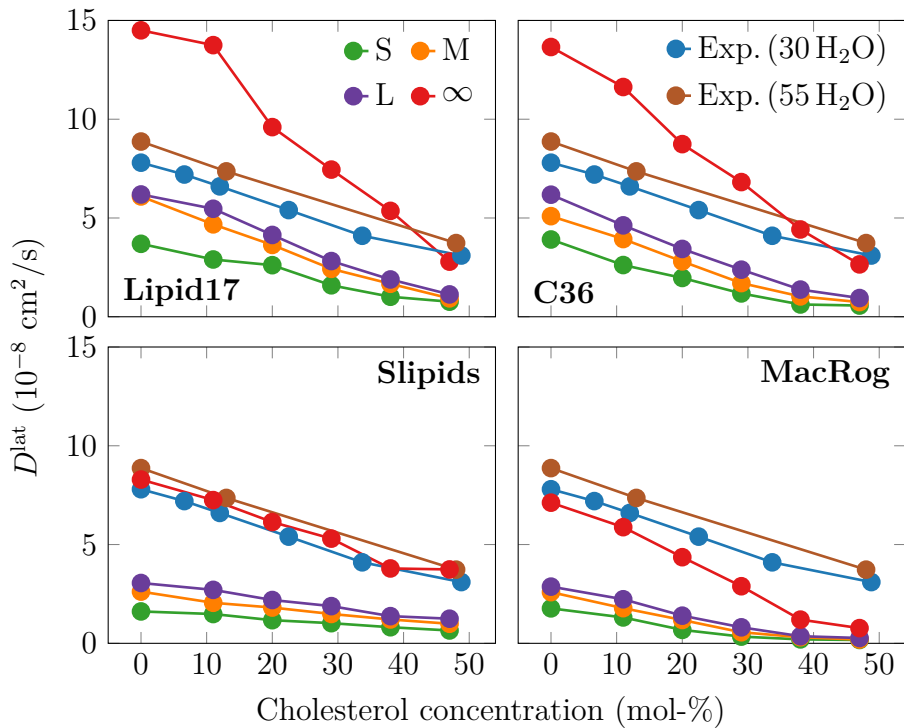 15
10
5
0
S M
L ∞
Lipid17
Exp. (30 H₂O)
Exp. (55 H₂O)
C36
15
10
5
0
Slipids
MacRog
0 10 20 30 40 50
0 10 20 30 40 50
Dˡᵃᵗ (10⁻⁸ cm²/s)
Cholesterol concentration (mol-%)